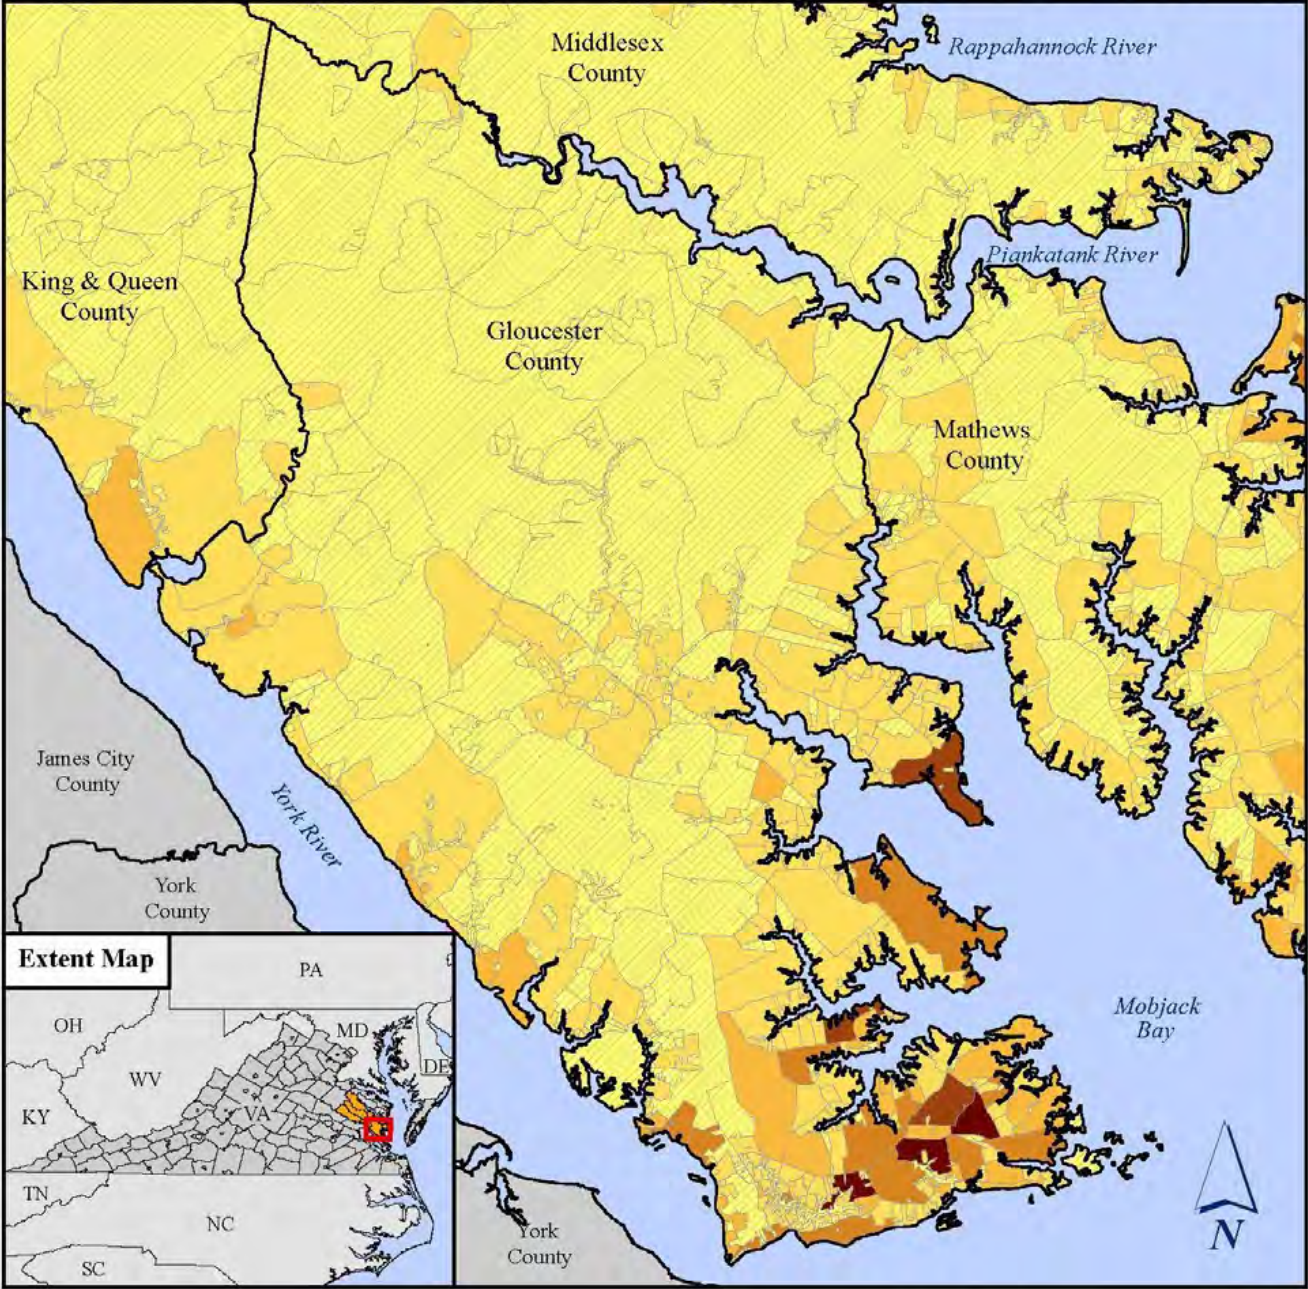 Middlesex
County
Rappahannock River
Piankatank River
King & Queen
County
Gloucester
County
Mathews
County
James City
County
York River
York
County
Mobjack
Bay
York
County
N
Extent Map
PA
OH
MD
DE
WV
KY
VA
TN
NC
SC